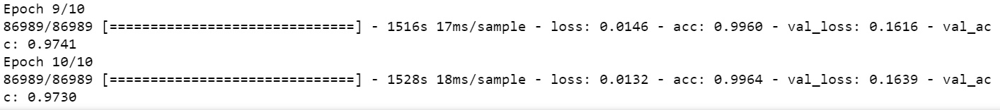 Epoch 9/10
86989/86989 [==============================] - 1516s 17ms/sample - loss: 0.0146 - acc: 0.9960 - val_loss: 0.1616 - val_ac
c: 0.9741
Epoch 10/10
86989/86989 [==============================] - 1528s 18ms/sample - loss: 0.0132 - acc: 0.9964 - val_loss: 0.1639 - val_ac
c: 0.9730